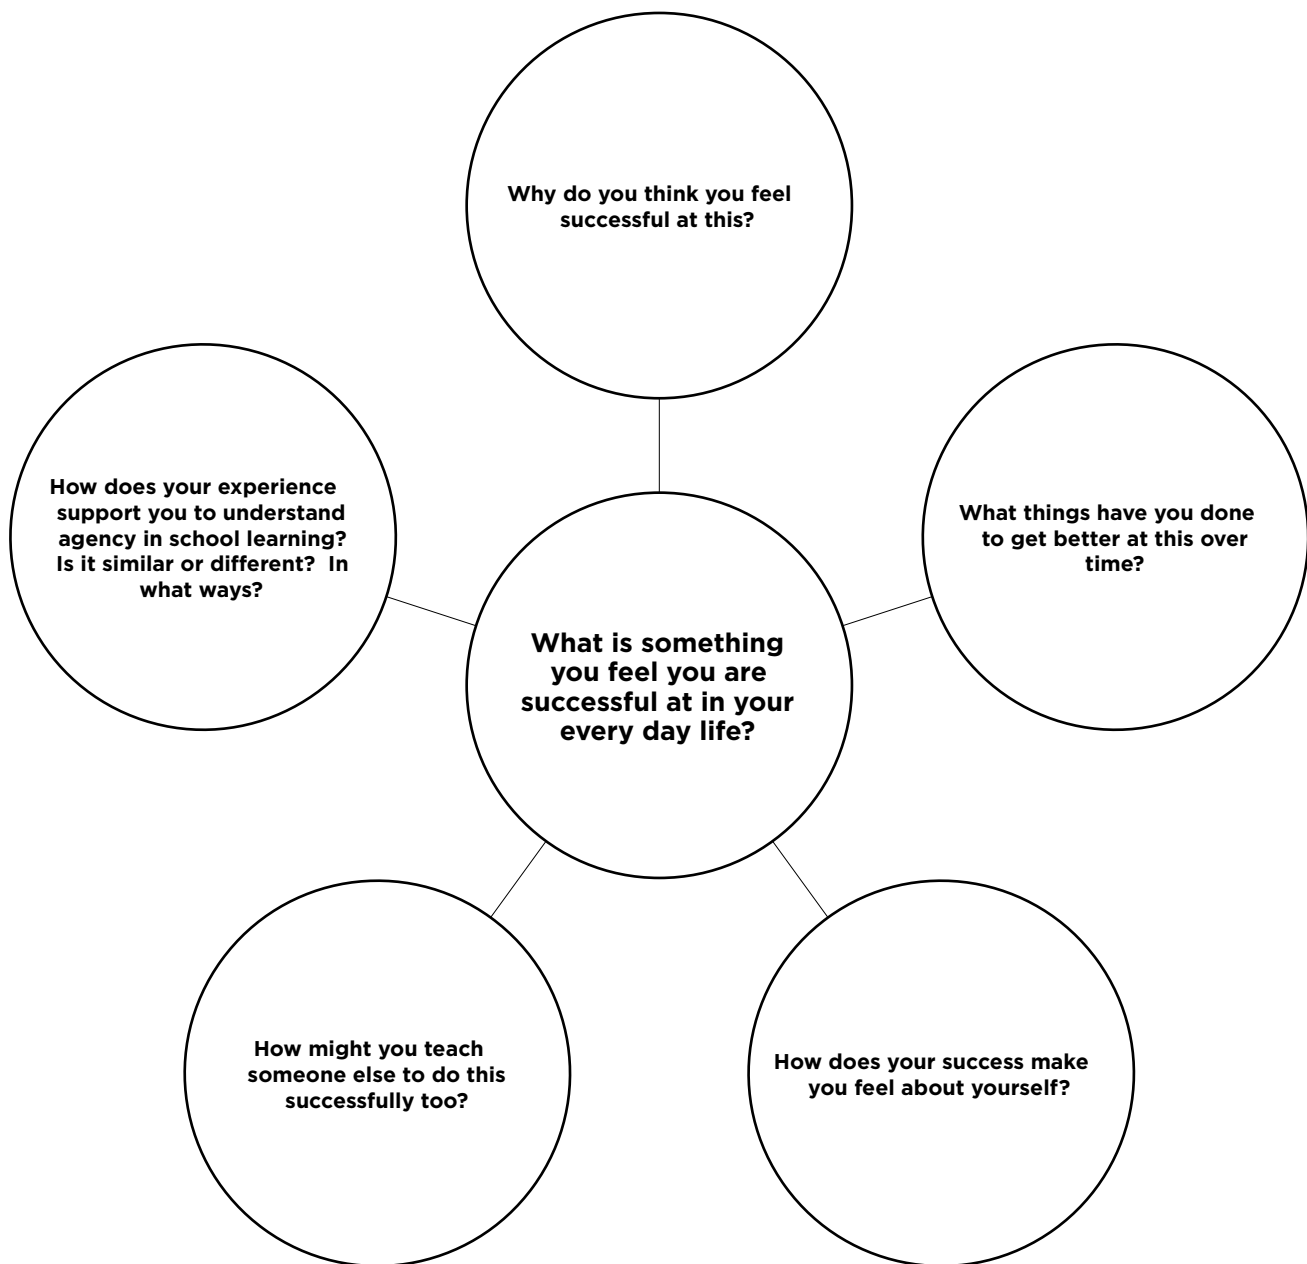 Why do you think you feel
successful at this?
How does your experience
support you to understand
agency in school learning?
Is it similar or different?  In
what ways?
What things have you done
to get better at this over
time?
What is something
you feel you are
successful at in your
every day life?
How might you teach
someone else to do this
successfully too?
How does your success make
you feel about yourself?